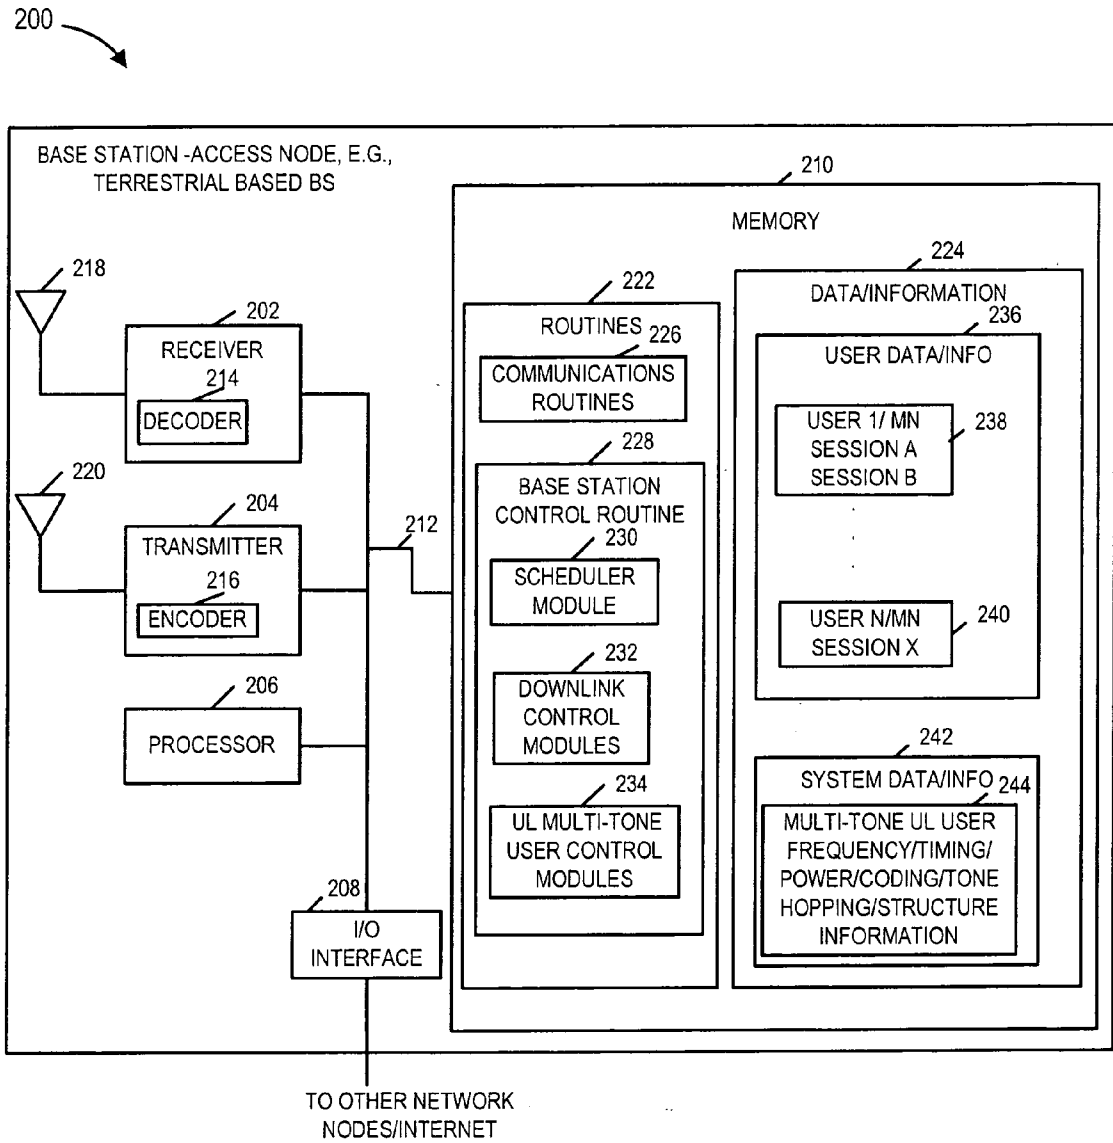 200
BASE STATION -ACCESS NODE, E.G.,
TERRESTRIAL BASED BS
218
202
RECEIVER
214
DECODER
220
204
TRANSMITTER
216
ENCODER
206
PROCESSOR
212
208
I/O
INTERFACE
TO OTHER NETWORK
NODES/INTERNET
210
MEMORY
222
ROUTINES
226
COMMUNICATIONS
ROUTINES
228
BASE STATION
CONTROL ROUTINE
230
SCHEDULER
MODULE
232
DOWNLINK
CONTROL
MODULES
234
UL MULTI-TONE
USER CONTROL
MODULES
224
DATA/INFORMATION
236
USER DATA/INFO
USER 1/ MN
SESSION A
SESSION B
238
USER N/MN
SESSION X
240
242
SYSTEM DATA/INFO
244
MULTI-TONE UL USER
FREQUENCY/TIMING/
POWER/CODING/TONE
HOPPING/STRUCTURE
INFORMATION